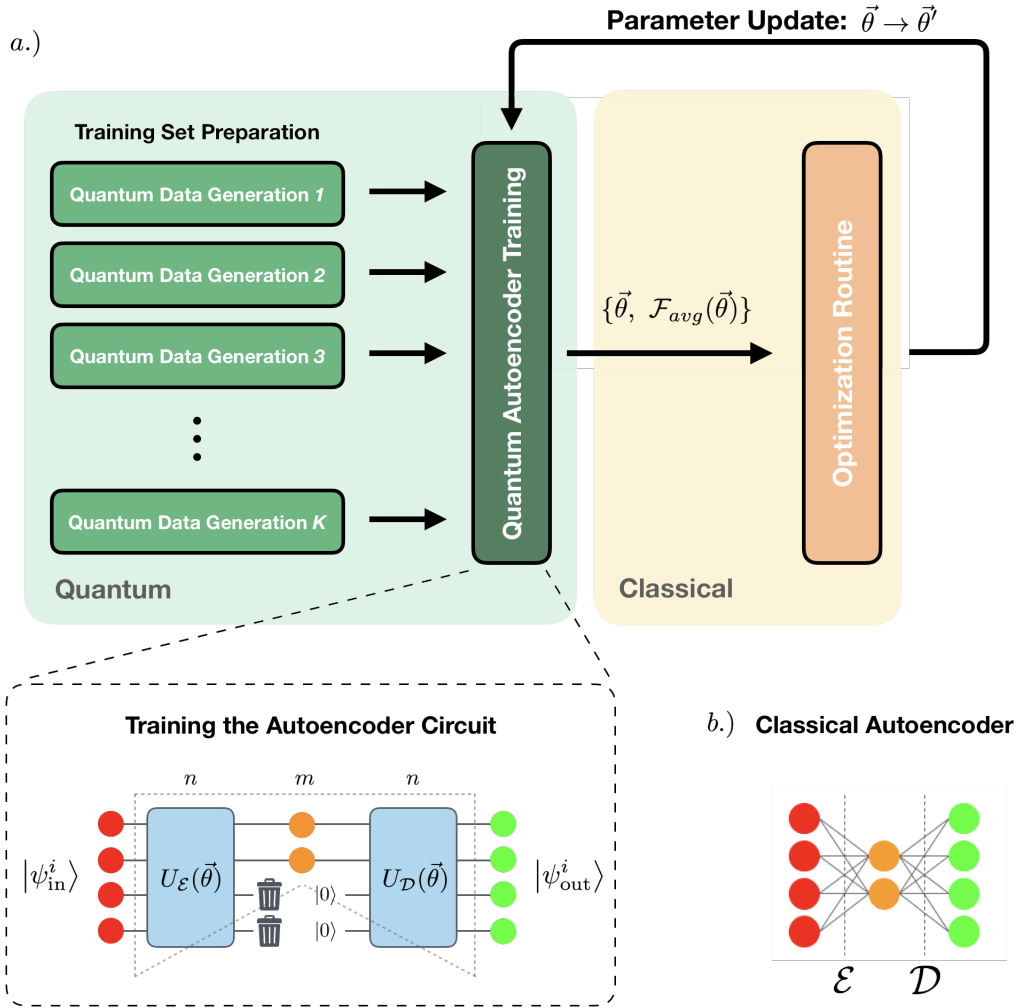 Parameter Update: θ⃗ → θ⃗′
a.)
Training Set Preparation
Quantum Data Generation 1
Quantum Data Generation 2
Quantum Data Generation 3
Quantum Data Generation K
Quantum Autoencoder Training
{θ⃗, ℱavg(θ⃗)}
Optimization Routine
Quantum
Classical
Training the Autoencoder Circuit
n m n
|ψ^i_in⟩
U_ℰ(θ⃗)
|0⟩
|0⟩
U_𝒟(θ⃗)
|ψ^i_out⟩
b.) Classical Autoencoder
ℰ 𝒟